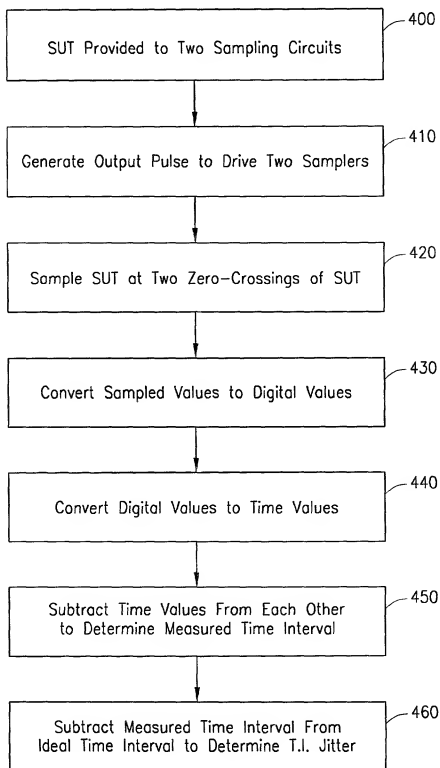 400
SUT Provided to Two Sampling Circuits
410
Generate Output Pulse to Drive Two Samplers
420
Sample SUT at Two Zero-Crossings of SUT
430
Convert Sampled Values to Digital Values
440
Convert Digital Values to Time Values
450
Subtract Time Values From Each Other
to Determine Measured Time Interval
460
Subtract Measured Time Interval From
Ideal Time Interval to Determine T.I. Jitter